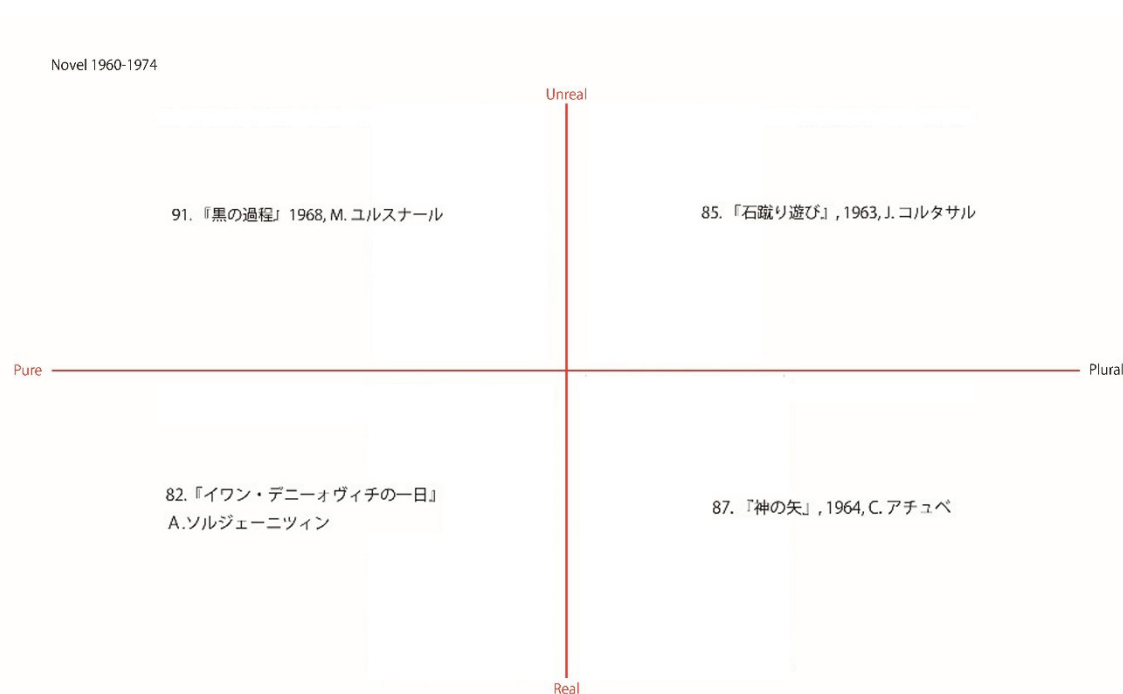 Novel 1960-1974
Unreal
91. 『黒の過程』 1968, M. ユルスナール
85. 『石蹴り遊び』, 1963, J. コルタサル
Pure
Plural
82.『イワン・デニーォヴィチの一日』
A.ソルジェーニツィン
87. 『神の矢』, 1964, C. アチュベ
Real